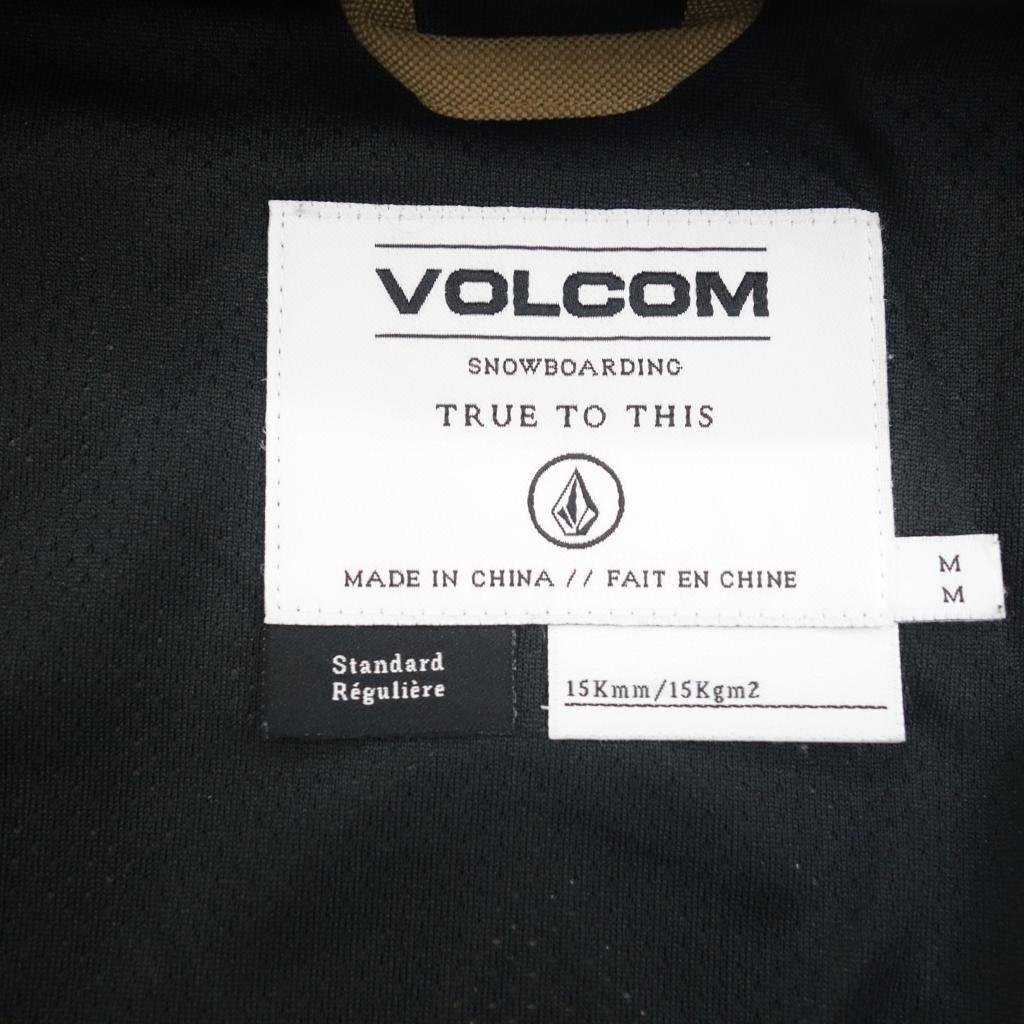 VOLCOM
SNOWBOARDING
TRUE TO THIS
MADE IN CHINA // FAIT EN CHINE
M
M
Standard
Régulière
15Kmm/15Kgm2